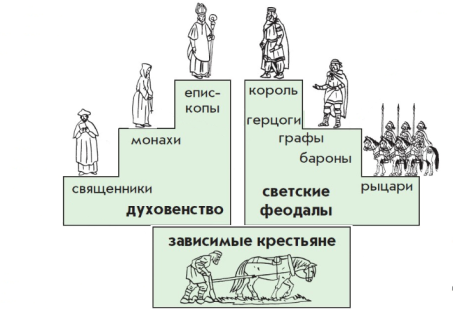 епис-
копы
монахи
священники
духовенство
король
герцоги
графы
бароны
рыцари
светские
феодалы
зависимые крестьяне